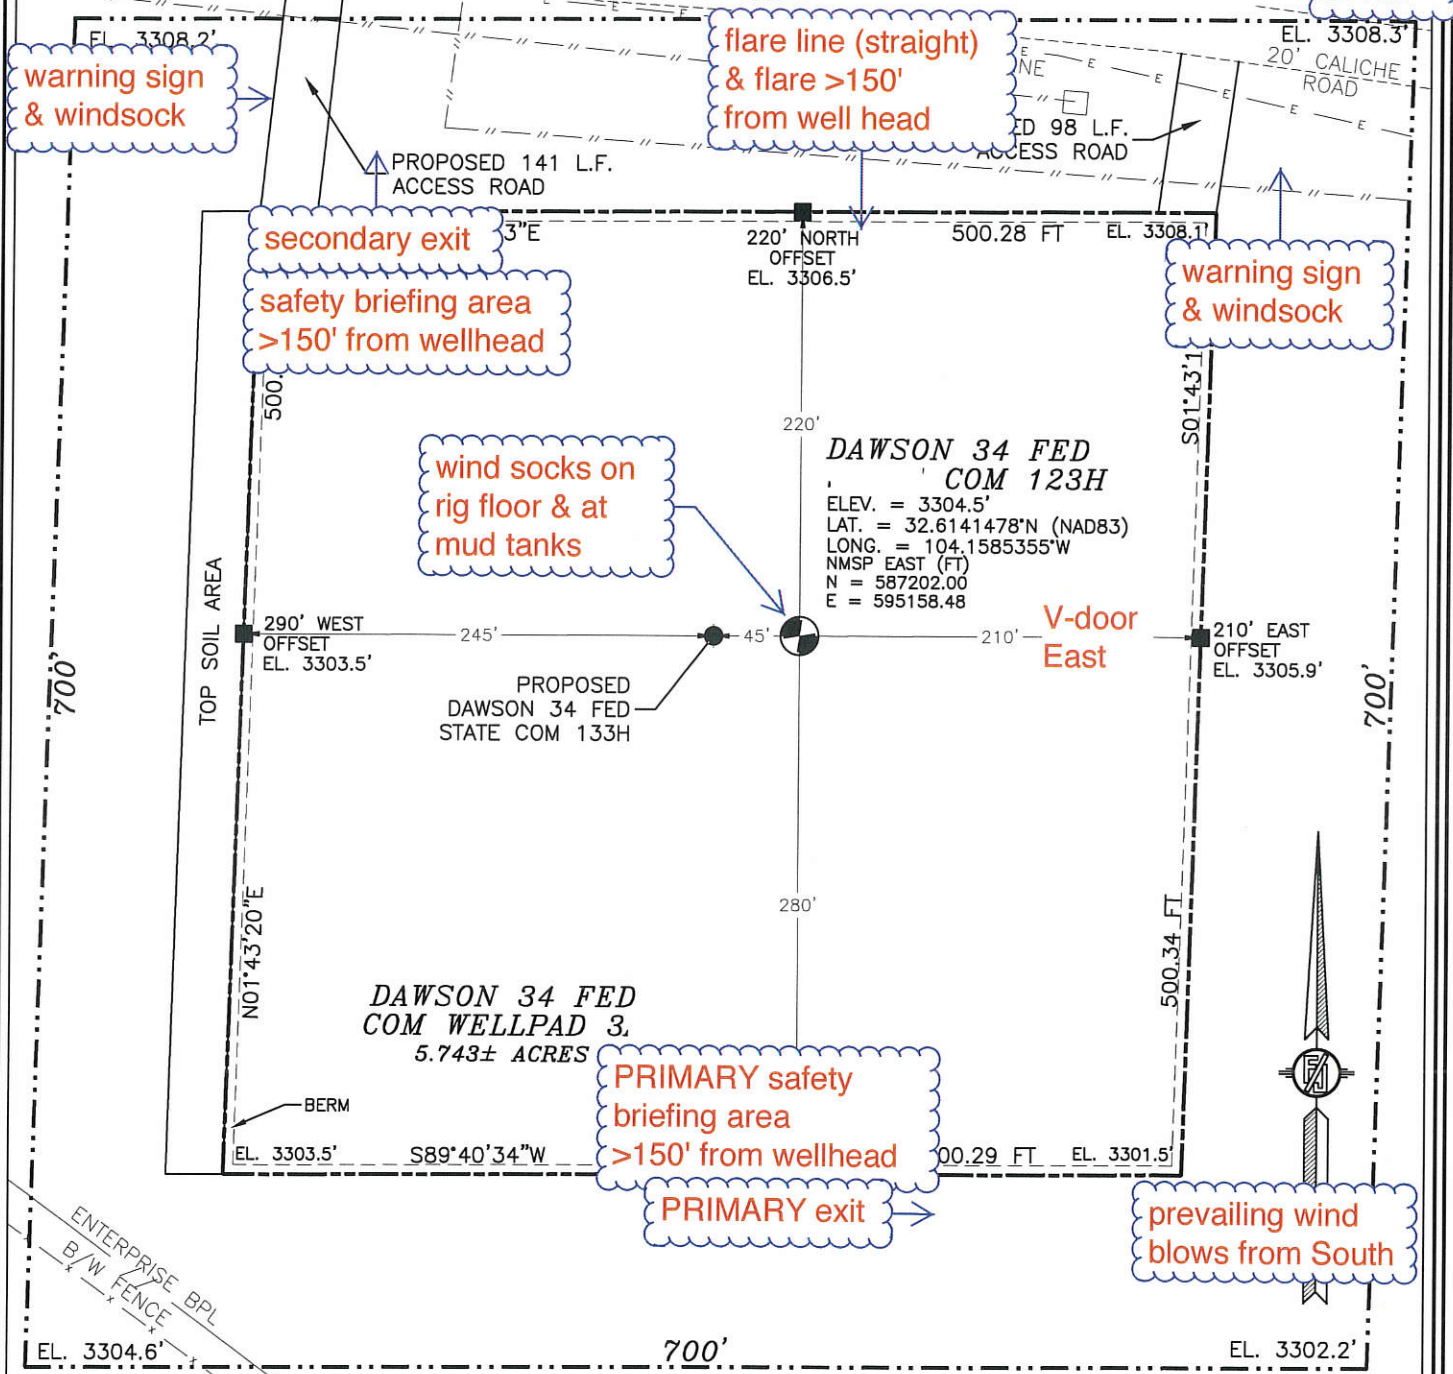 EL. 3308.2'
warning sign
& windsock
flare line (straight)
& flare >150'
from well head
EL. 3308.3'
20' CALICHE
ROAD
NE
ED 98 L.F.
ACCESS ROAD
PROPOSED 141 L.F.
ACCESS ROAD
secondary exit
3"E
safety briefing area
>150' from wellhead
220' NORTH
OFFSET
EL. 3306.5'
500.28 FT
EL. 3308.1'
warning sign
& windsock
500.
S01°43'1
220'
wind socks on
rig floor & at
mud tanks
DAWSON 34 FED
COM 123H
ELEV. = 3304.5'
LAT. = 32.6141478°N (NAD83)
LONG. = 104.1585355°W
NMSP EAST (FT)
N = 587202.00
E = 595158.48
TOP SOIL AREA
290' WEST
OFFSET
EL. 3303.5'
245'
45'
210'
V-door
East
210' EAST
OFFSET
EL. 3305.9'
700'
700'
PROPOSED
DAWSON 34 FED
STATE COM 133H
280'
N01°43'20"E
500.34 FT
DAWSON 34 FED
COM WELLPAD 3
5.743± ACRES
PRIMARY safety
briefing area
>150' from wellhead
BERM
EL. 3303.5'
S89°40'34"W
00.29 FT
EL. 3301.5'
PRIMARY exit
prevailing wind
blows from South
ENTERPRISE BPL
B/W FENCE
EL. 3304.6'
700'
EL. 3302.2'
E
E
E
E
E
E
E